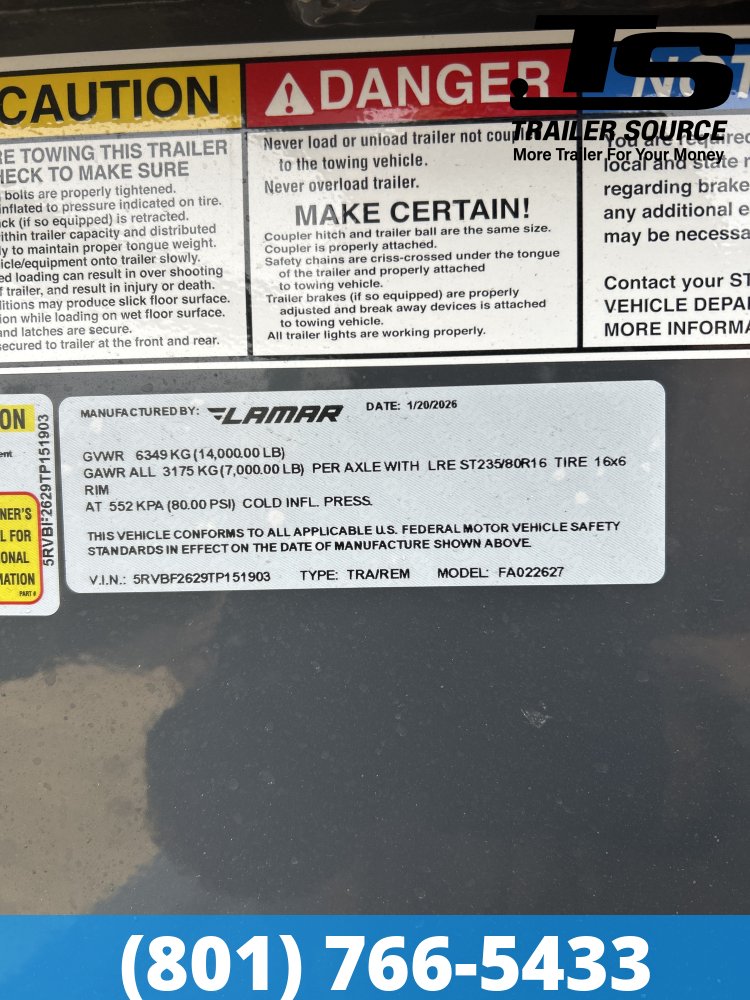 CAUTION
RE TOWING THIS TRAILER
HECK TO MAKE SURE
bolts are properly tightened.
inflated to pressure indicated on tire.
ck (if so equipped) is retracted.
ithin trailer capacity and distributed
ly to maintain proper tongue weight.
icle/equipment onto trailer slowly.
ed loading can result in over shooting
f trailer, and result in injury or death.
ditions may produce slick floor surface.
ion while loading on wet floor surface.
and latches are secure.
secured to trailer at the front and rear.
DANGER
Never load or unload trailer not coup
to the towing vehicle.
Never overload trailer.
MAKE CERTAIN!
Coupler hitch and trailer ball are the same size.
Coupler is properly attached.
Safety chains are criss-crossed under the tongue
of the trailer and properly attached
to towing vehicle.
Trailer brakes (if so equipped) are properly
adjusted and break away devices is attached
to towing vehicle.
All trailer lights are working properly.
NOT
You are required
local and state r
regarding brake
any additional e
may be necessa
Contact your ST
VEHICLE DEPA
MORE INFORMA
TS
TRAILER SOURCE
More Trailer For Your Money
ON
ent
NER'S
L FOR
ONAL
MATION
PART #
5RVBF2629TP151903
MANUFACTURED BY: LAMAR DATE: 1/20/2026
GVWR 6349 KG (14,000.00 LB)
GAWR ALL 3175 KG (7,000.00 LB) PER AXLE WITH LRE ST235/80R16 TIRE 16x6
RIM
AT 552 KPA (80.00 PSI) COLD INFL. PRESS.
THIS VEHICLE CONFORMS TO ALL APPLICABLE U.S. FEDERAL MOTOR VEHICLE SAFETY
STANDARDS IN EFFECT ON THE DATE OF MANUFACTURE SHOWN ABOVE.
V.I.N.: 5RVBF2629TP151903 TYPE: TRA/REM MODEL: FA022627
(801) 766-5433